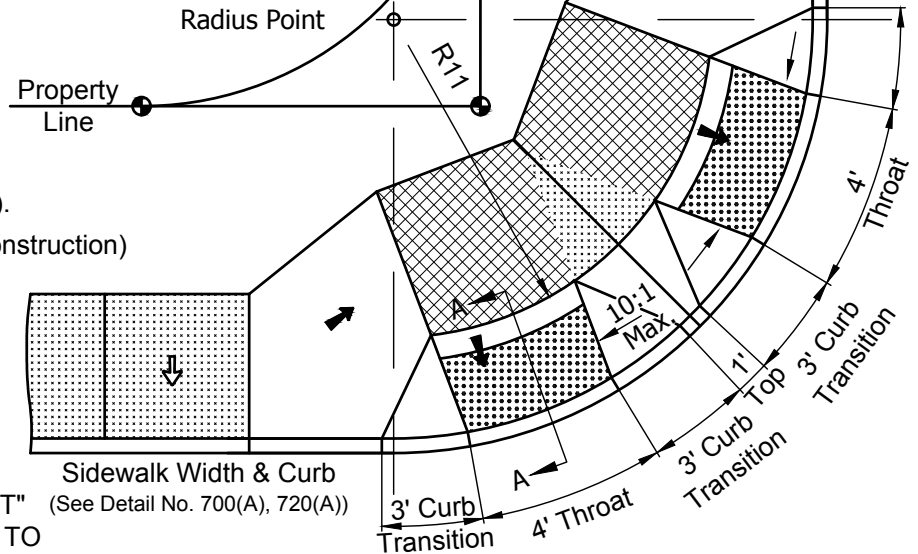 Radius Point
R11
Property
Line
).
onstruction)
4'
Throat
A
10:1
Max.
3' Curb
Transition
1'
Top
3' Curb
Transition
A
4' Throat
3' Curb
Transition
Sidewalk Width & Curb
(See Detail No. 700(A), 720(A))
T"
TO